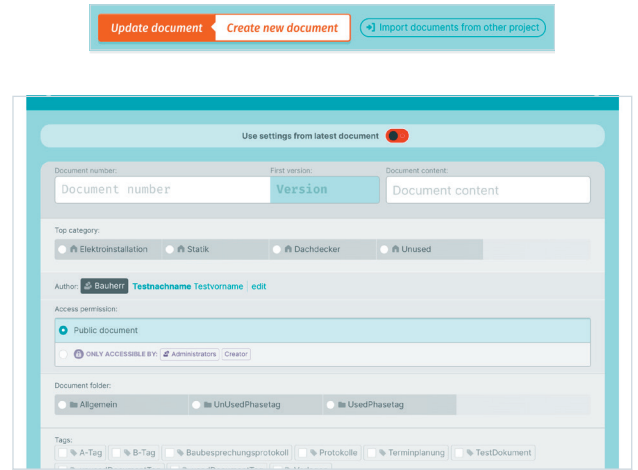 Update document Create new document Import documents from other project
Use settings from latest document
Document number: First version: Document content:
Document number Version Document content
Top category:
Elektroinstallation Statik Dachdecker Unused
Author: Bauherr Testnachname Testvorname edit
Access permission:
Public document
ONLY ACCESSIBLE BY: Administrators Creator
Document folder:
Allgemein UnUsedPhasetag UsedPhasetag
Tags:
A-Tag B-Tag Baubesprechungsprotokoll Protokolle Terminplanung TestDokument